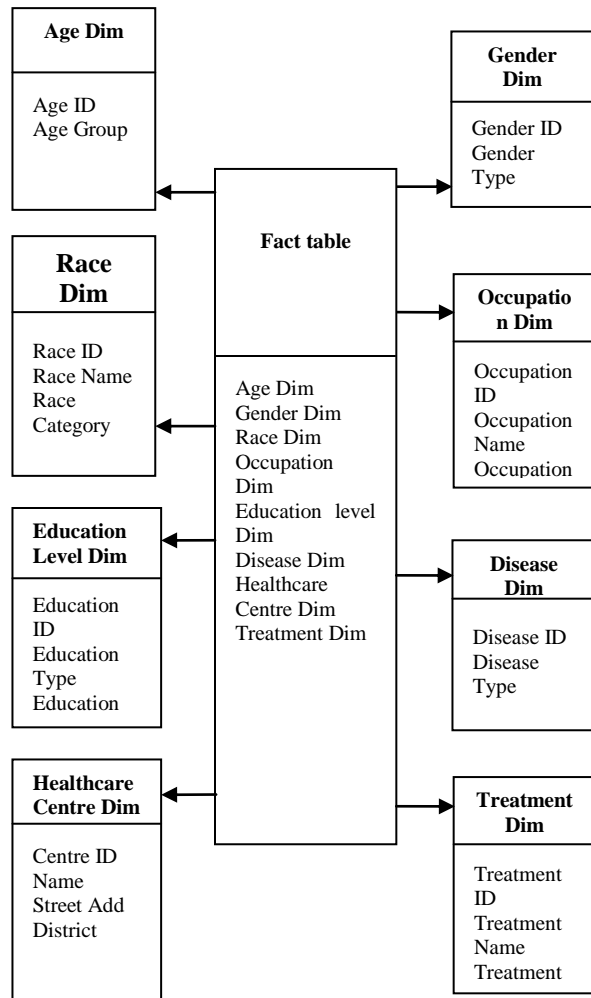 Age Dim
Age ID
Age Group
Race
Dim
Race ID
Race Name
Race
Category
Education
Level Dim
Education
ID
Education
Type
Education
Healthcare
Centre Dim
Centre ID
Name
Street Add
District
Fact table
Age Dim
Gender Dim
Race Dim
Occupation
Dim
Education level
Dim
Disease Dim
Healthcare
Centre Dim
Treatment Dim
Gender
Dim
Gender ID
Gender
Type
Occupatio
n Dim
Occupation
ID
Occupation
Name
Occupation
Disease
Dim
Disease ID
Disease
Type
Treatment
Dim
Treatment
ID
Treatment
Name
Treatment